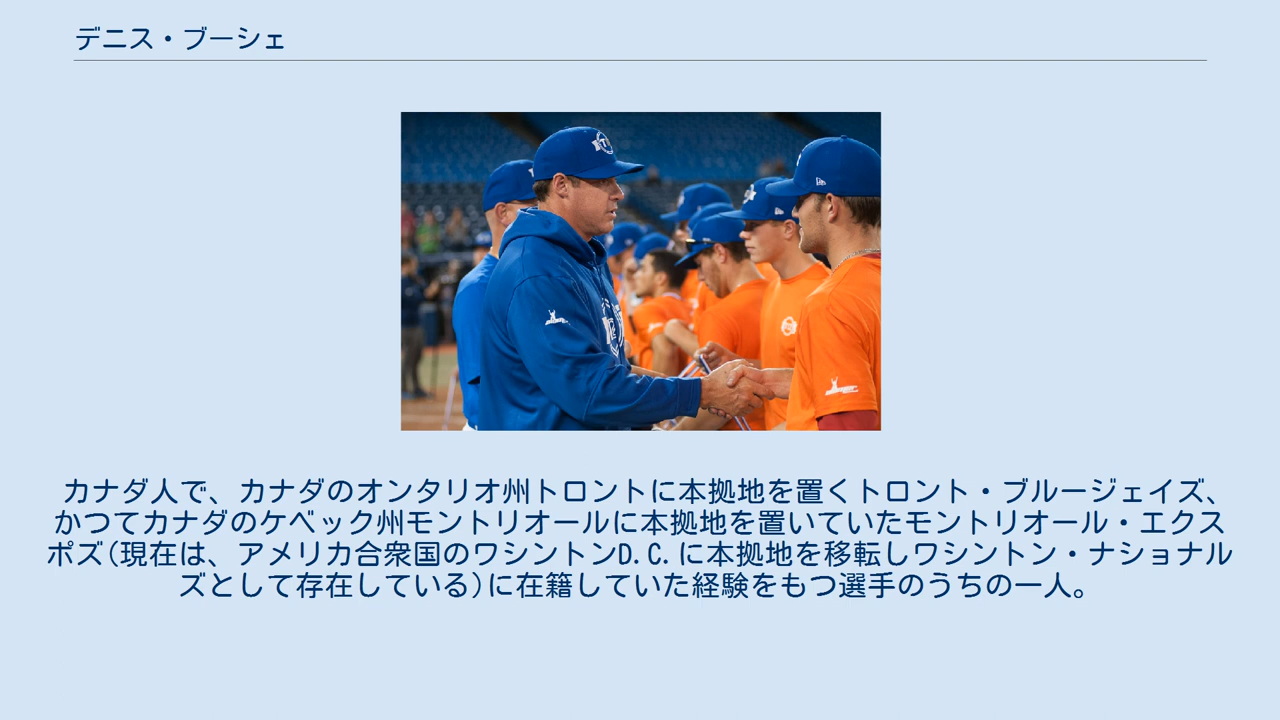 デニス・ブーシェ
カナダ人で、カナダのオンタリオ州トロントに本拠地を置くトロント・ブルージェイズ、
かつてカナダのケベック州モントリオールに本拠地を置いていたモントリオール・エクス
ポズ(現在は、アメリカ合衆国のワシントンD.C.に本拠地を移転しワシントン・ナショナル
ズとして存在している)に在籍していた経験をもつ選手のうちの一人。